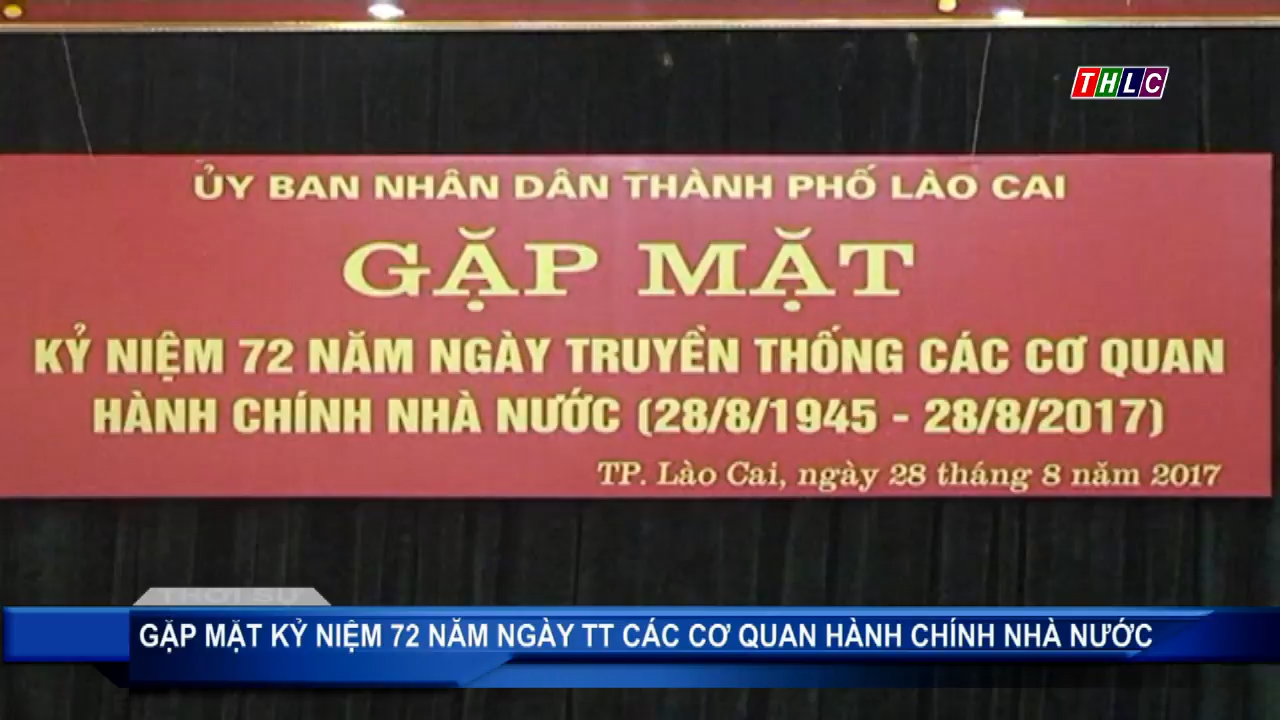 THLC
ỦY BAN NHÂN DÂN THÀNH PHỐ LÀO CAI
GẶP MẶT
KỶ NIỆM 72 NĂM NGÀY TRUYỀN THỐNG CÁC CƠ QUAN
HÀNH CHÍNH NHÀ NƯỚC (28/8/1945 - 28/8/2017)
TP. Lào Cai, ngày 28 tháng 8 năm 2017
THỜI SỰ
GẶP MẶT KỶ NIỆM 72 NĂM NGÀY TT CÁC CƠ QUAN HÀNH CHÍNH NHÀ NƯỚC